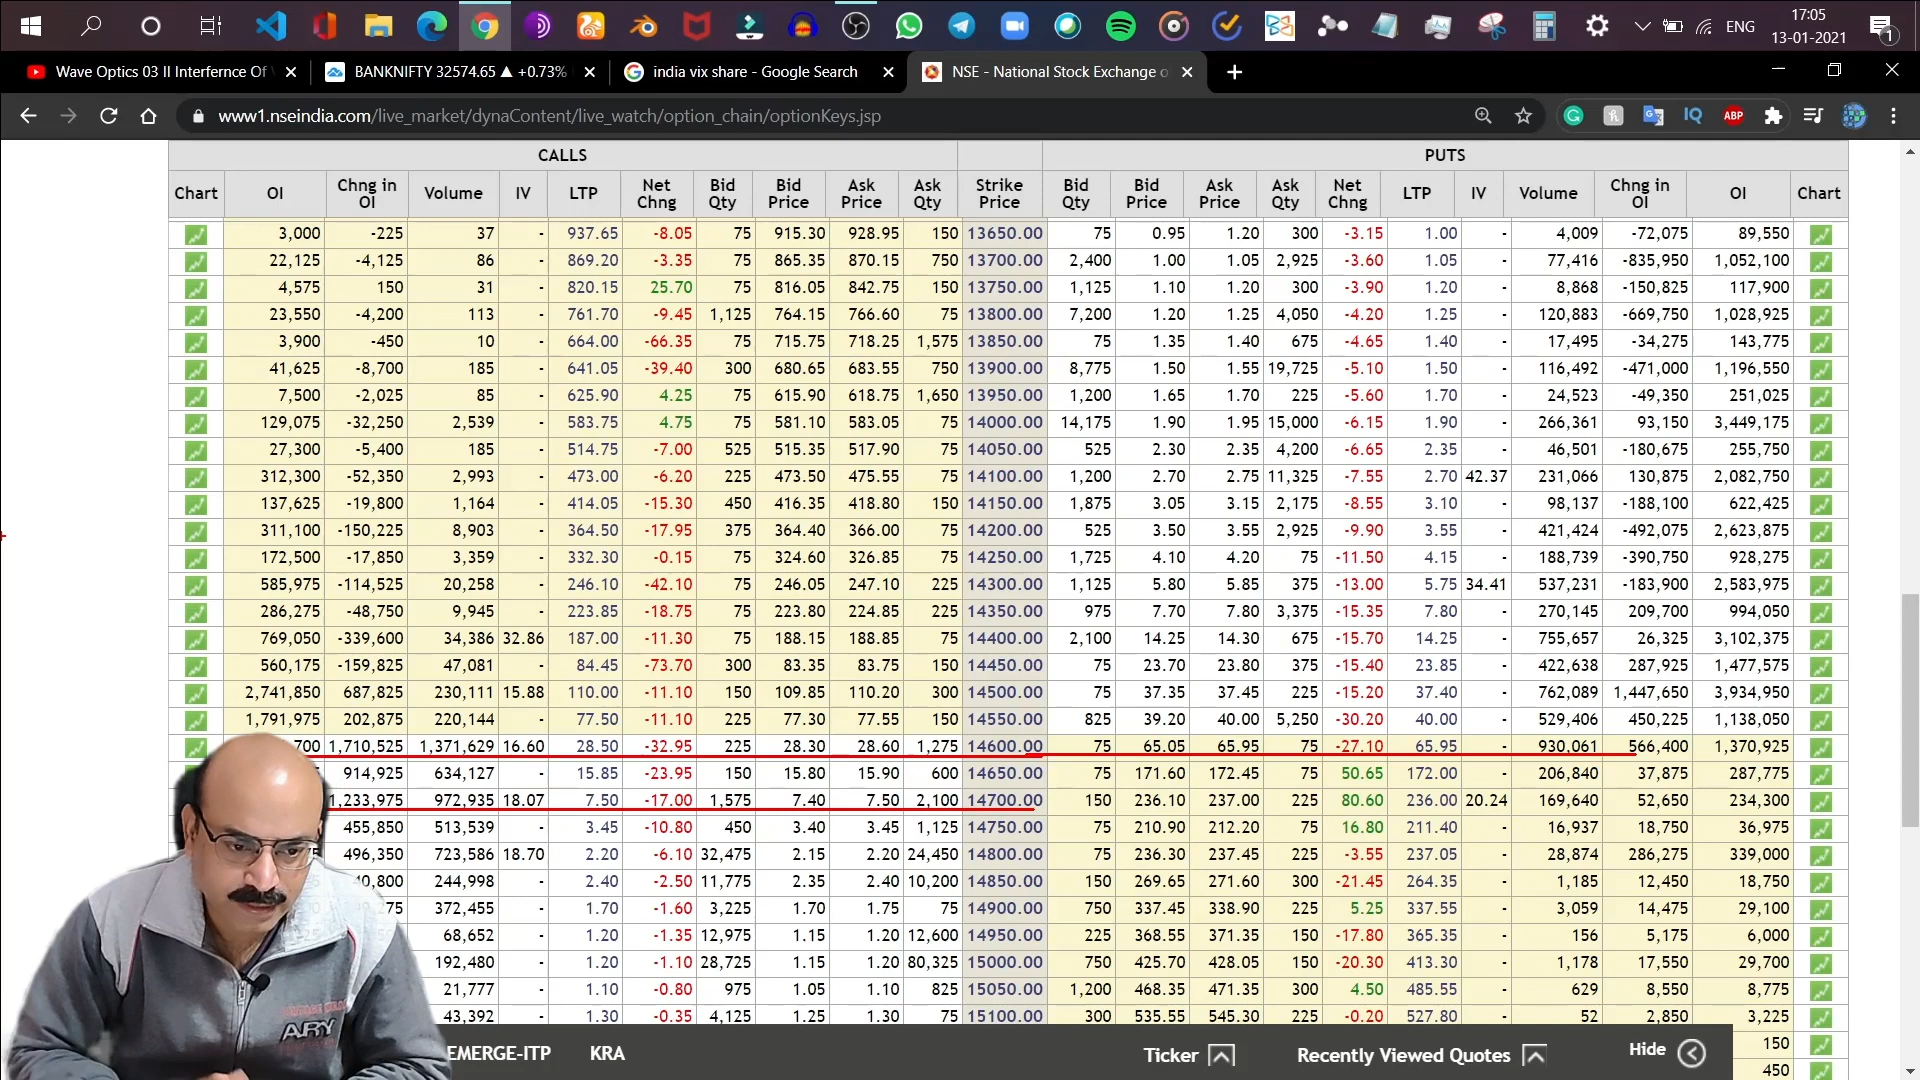 17:05
ENG
13-01-2021
1
Wave Optics 03 II Interfernce Of
BANKNIFTY 32574.65 ▲ +0.73%
india vix share - Google Search
NSE - National Stock Exchange o
www1.nseindia.com/live_market/dynaContent/live_watch/option_chain/optionKeys.jsp
IQ
ABP
CALLS PUTS
Chart OI Chng in OI Volume IV LTP Net Chng Bid Qty Bid Price Ask Price Ask Qty Strike Price Bid Qty Bid Price Ask Price Ask Qty Net Chng LTP IV Volume Chng in OI OI Chart
3,000 -225 37 - 937.65 -8.05 75 915.30 928.95 150 13650.00 75 0.95 1.20 300 -3.15 1.00 - 4,009 -72,075 89,550
22,125 -4,125 86 - 869.20 -3.35 75 865.35 870.15 750 13700.00 2,400 1.00 1.05 2,925 -3.60 1.05 - 77,416 -835,950 1,052,100
4,575 150 31 - 820.15 25.70 75 816.05 842.75 150 13750.00 1,125 1.10 1.20 300 -3.90 1.20 - 8,868 -150,825 117,900
23,550 -4,200 113 - 761.70 -9.45 1,125 764.15 766.60 75 13800.00 7,200 1.20 1.25 4,050 -4.20 1.25 - 120,883 -669,750 1,028,925
3,900 -450 10 - 664.00 -66.35 75 715.75 718.25 1,575 13850.00 75 1.35 1.40 675 -4.65 1.40 - 17,495 -34,275 143,775
41,625 -8,700 185 - 641.05 -39.40 300 680.65 683.55 750 13900.00 8,775 1.50 1.55 19,725 -5.10 1.50 - 116,492 -471,000 1,196,550
7,500 -2,025 85 - 625.90 4.25 75 615.90 618.75 1,650 13950.00 1,200 1.65 1.70 225 -5.60 1.70 - 24,523 -49,350 251,025
129,075 -32,250 2,539 - 583.75 4.75 75 581.10 583.05 75 14000.00 14,175 1.90 1.95 15,000 -6.15 1.90 - 266,361 93,150 3,449,175
27,300 -5,400 185 - 514.75 -7.00 525 515.35 517.90 75 14050.00 525 2.30 2.35 4,200 -6.65 2.35 - 46,501 -180,675 255,750
312,300 -52,350 2,993 - 473.00 -6.20 225 473.50 475.55 75 14100.00 1,200 2.70 2.75 11,325 -7.55 2.70 42.37 231,066 130,875 2,082,750
137,625 -19,800 1,164 - 414.05 -15.30 450 416.35 418.80 150 14150.00 1,875 3.05 3.15 2,175 -8.55 3.10 - 98,137 -188,100 622,425
311,100 -150,225 8,903 - 364.50 -17.95 375 364.40 366.00 75 14200.00 525 3.50 3.55 2,925 -9.90 3.55 - 421,424 -492,075 2,623,875
172,500 -17,850 3,359 - 332.30 -0.15 75 324.60 326.85 75 14250.00 1,725 4.10 4.20 75 -11.50 4.15 - 188,739 -390,750 928,275
585,975 -114,525 20,258 - 246.10 -42.10 75 246.05 247.10 225 14300.00 1,125 5.80 5.85 375 -13.00 5.75 34.41 537,231 -183,900 2,583,975
286,275 -48,750 9,945 - 223.85 -18.75 75 223.80 224.85 225 14350.00 975 7.70 7.80 3,375 -15.35 7.80 - 270,145 209,700 994,050
769,050 -339,600 34,386 32.86 187.00 -11.30 75 188.15 188.85 75 14400.00 2,100 14.25 14.30 675 -15.70 14.25 - 755,657 26,325 3,102,375
560,175 -159,825 47,081 - 84.45 -73.70 300 83.35 83.75 150 14450.00 75 23.70 23.80 375 -15.40 23.85 - 422,638 287,925 1,477,575
2,741,850 687,825 230,111 15.88 110.00 -11.10 150 109.85 110.20 300 14500.00 75 37.35 37.45 225 -15.20 37.40 - 762,089 1,447,650 3,934,950
1,791,975 202,875 220,144 - 77.50 -11.10 225 77.30 77.55 150 14550.00 825 39.20 40.00 5,250 -30.20 40.00 - 529,406 450,225 1,138,050
700 1,710,525 1,371,629 16.60 28.50 -32.95 225 28.30 28.60 1,275 14600.00 75 65.05 65.95 75 -27.10 65.95 - 930,061 566,400 1,370,925
914,925 634,127 - 15.85 -23.95 150 15.80 15.90 600 14650.00 75 171.60 172.45 75 50.65 172.00 - 206,840 37,875 287,775
1,233,975 972,935 18.07 7.50 -17.00 1,575 7.40 7.50 2,100 14700.00 150 236.10 237.00 225 80.60 236.00 20.24 169,640 52,650 234,300
455,850 513,539 - 3.45 -10.80 450 3.40 3.45 1,125 14750.00 75 210.90 212.20 75 16.80 211.40 - 16,937 18,750 36,975
496,350 723,586 18.70 2.20 -6.10 32,475 2.15 2.20 24,450 14800.00 75 236.30 237.45 225 -3.55 237.05 - 28,874 286,275 339,000
40,800 244,998 - 2.40 -2.50 11,775 2.35 2.40 10,200 14850.00 150 269.65 271.60 300 -21.45 264.35 - 1,185 12,450 18,750
275 372,455 - 1.70 -1.60 3,225 1.70 1.75 75 14900.00 750 337.45 338.90 225 5.25 337.55 - 3,059 14,475 29,100
68,652 - 1.20 -1.35 12,975 1.15 1.20 12,600 14950.00 225 368.55 371.35 150 -17.80 365.35 - 156 5,175 6,000
192,480 - 1.20 -1.10 28,725 1.15 1.20 80,325 15000.00 750 425.70 428.05 150 -20.30 413.30 - 1,178 17,550 29,700
21,777 - 1.10 -0.80 975 1.05 1.10 825 15050.00 1,200 468.35 471.35 300 4.50 485.55 - 629 8,550 8,775
43,392 - 1.30 -0.35 4,125 1.25 1.30 75 15100.00 300 535.55 545.30 225 -0.20 527.80 - 52 2,850 3,225
150
450
EMERGE-ITP KRA Ticker Recently Viewed Quotes Hide
ARY